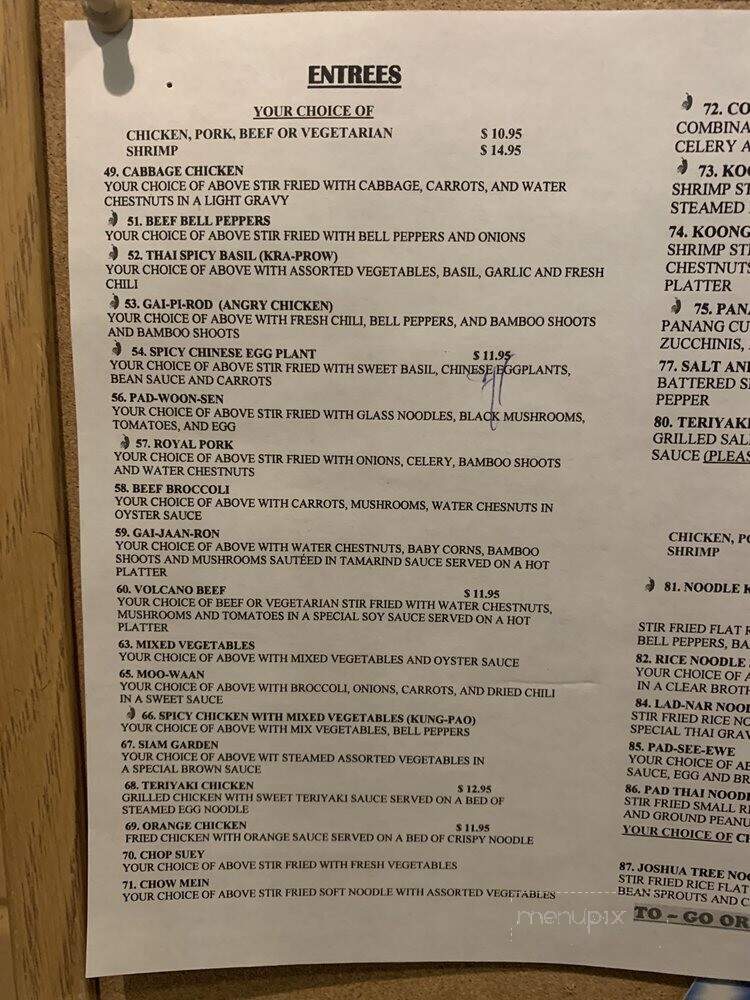 ENTREES
YOUR CHOICE OF
CHICKEN, PORK, BEEF OR VEGETARIAN $ 10.95
SHRIMP $ 14.95
49. CABBAGE CHICKEN
YOUR CHOICE OF ABOVE STIR FRIED WITH CABBAGE, CARROTS, AND WATER
CHESTNUTS IN A LIGHT GRAVY
51. BEEF BELL PEPPERS
YOUR CHOICE OF ABOVE STIR FRIED WITH BELL PEPPERS AND ONIONS
52. THAI SPICY BASIL (KRA-PROW)
YOUR CHOICE OF ABOVE WITH ASSORTED VEGETABLES, BASIL, GARLIC AND FRESH
CHILI
53. GAI-PI-ROD (ANGRY CHICKEN)
YOUR CHOICE OF ABOVE WITH FRESH CHILI, BELL PEPPERS, AND BAMBOO SHOOTS
AND BAMBOO SHOOTS
54. SPICY CHINESE EGG PLANT $ 11.95
YOUR CHOICE OF ABOVE STIR FRIED WITH SWEET BASIL, CHINESE EGGPLANTS,
BEAN SAUCE AND CARROTS
56. PAD-WOON-SEN
YOUR CHOICE OF ABOVE STIR FRIED WITH GLASS NOODLES, BLACK MUSHROOMS,
TOMATOES, AND EGG
57. ROYAL PORK
YOUR CHOICE OF ABOVE STIR FRIED WITH ONIONS, CELERY, BAMBOO SHOOTS
AND WATER CHESTNUTS
58. BEEF BROCCOLI
YOUR CHOICE OF ABOVE WITH CARROTS, MUSHROOMS, WATER CHESNUTS IN
OYSTER SAUCE
59. GAI-JAAN-RON
YOUR CHOICE OF ABOVE WITH WATER CHESTNUTS, BABY CORNS, BAMBOO
SHOOTS AND MUSHROOMS SAUTÉED IN TAMARIND SAUCE SERVED ON A HOT
PLATTER
60. VOLCANO BEEF $ 11.95
YOUR CHOICE OF BEEF OR VEGETARIAN STIR FRIED WITH WATER CHESTNUTS,
MUSHROOMS AND TOMATOES IN A SPECIAL SOY SAUCE SERVED ON A HOT
PLATTER
63. MIXED VEGETABLES
YOUR CHOICE OF ABOVE WITH MIXED VEGETABLES AND OYSTER SAUCE
65. MOO-WAAN
YOUR CHOICE OF ABOVE WITH BROCCOLI, ONIONS, CARROTS, AND DRIED CHILI
IN A SWEET SAUCE
66. SPICY CHICKEN WITH MIXED VEGETABLES (KUNG-PAO)
YOUR CHOICE OF ABOVE WITH MIX VEGETABLES, BELL PEPPERS
67. SIAM GARDEN
YOUR CHOICE OF ABOVE WIT STEAMED ASSORTED VEGETABLES IN
A SPECIAL BROWN SAUCE
68. TERIYAKI CHICKEN $ 12.95
GRILLED CHICKEN WITH SWEET TERIYAKI SAUCE SERVED ON A BED OF
STEAMED EGG NOODLE
69. ORANGE CHICKEN $ 11.95
FRIED CHICKEN WITH ORANGE SAUCE SERVED ON A BED OF CRISPY NOODLE
70. CHOP SUEY
YOUR CHOICE OF ABOVE STIR FRIED WITH FRESH VEGETABLES
71. CHOW MEIN
YOUR CHOICE OF ABOVE STIR FRIED SOFT NOODLE WITH ASSORTED VEGETABLES
72. CO
COMBINA
CELERY A
73. KO
SHRIMP ST
STEAMED
74. KOONG
SHRIMP STI
CHESTNUTS
PLATTER
75. PAN
PANANG CU
ZUCCHINIS,
77. SALT AN
BATTERED S
PEPPER
80. TERIYAKI
GRILLED SAL
SAUCE (PLEAS
CHICKEN, PO
SHRIMP
81. NOODLE K
STIR FRIED FLAT R
BELL PEPPERS, BA
82. RICE NOODLE
YOUR CHOICE OF A
IN A CLEAR BROTH
84. LAD-NAR NOOD
STIR FRIED RICE NO
SPECIAL THAI GRAV
85. PAD-SEE-EWE
YOUR CHOICE OF AB
SAUCE, EGG AND BR
86. PAD THAI NOOD
STIR FRIED SMALL RI
AND GROUND PEANU
YOUR CHOICE OF CH
87. JOSHUA TREE NOO
STIR FRIED RICE FLAT
BEAN SPROUTS AND C
TO - GO OR
menupix